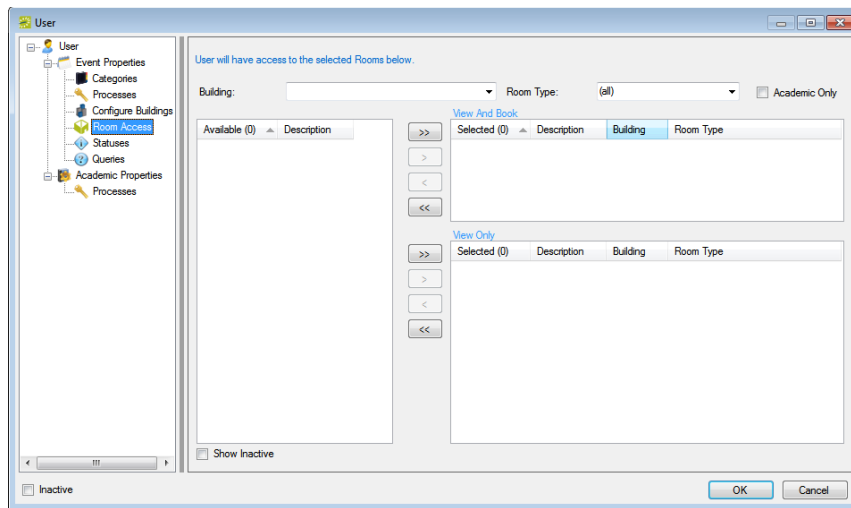 User
User
Event Properties
Categories
Processes
Configure Buildings
Room Access
Statuses
Queries
Academic Properties
Processes
User will have access to the selected Rooms below.
Building:
Room Type: (all)
Academic Only
Available (0) Description
>>
>
<
<<
View And Book
Selected (0) Description Building Room Type
View Only
Selected (0) Description Building Room Type
>>
>
<
<<
Show Inactive
Inactive
OK Cancel